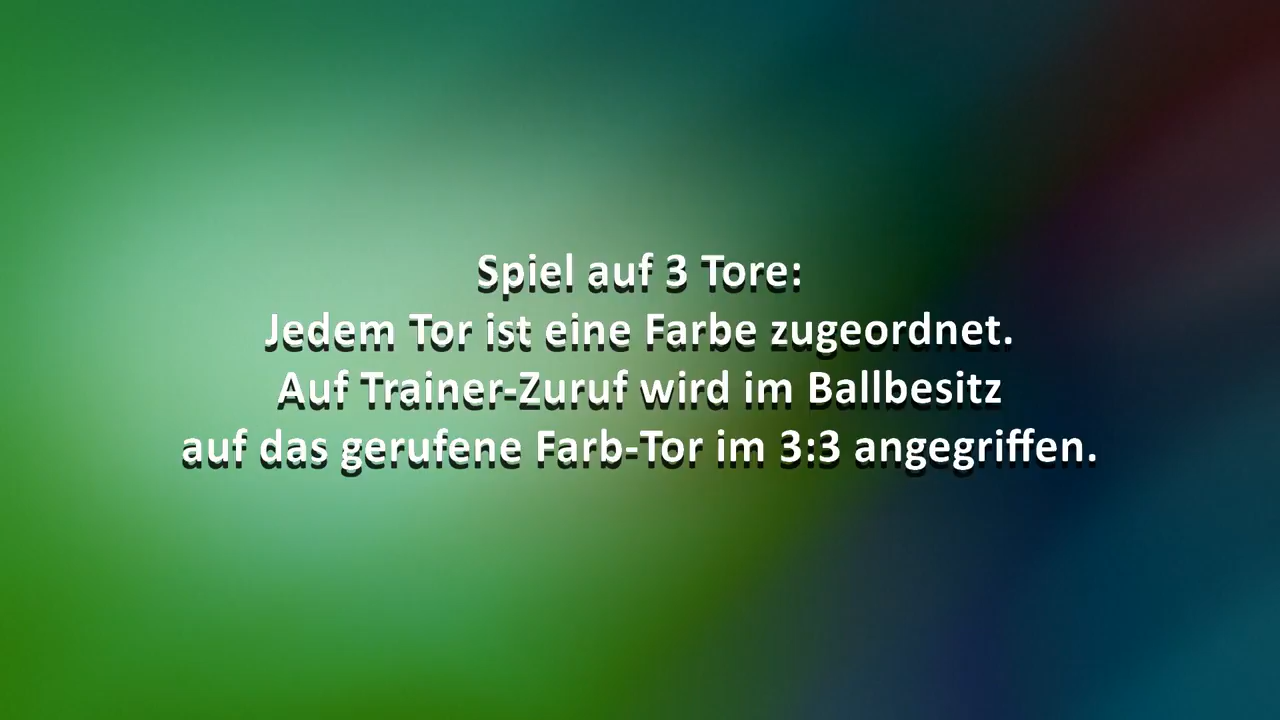 Spiel auf 3 Tore:
Jedem Tor ist eine Farbe zugeordnet.
Auf Trainer-Zuruf wird im Ballbesitz
auf das gerufene Farb-Tor im 3:3 angegriffen.